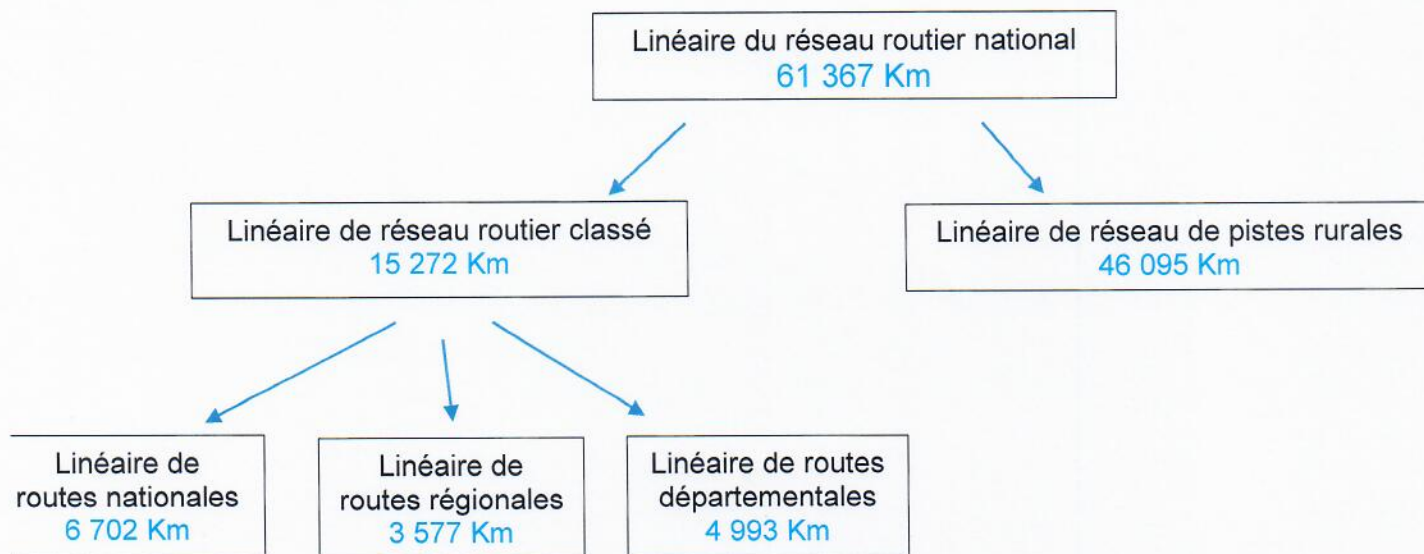 Linéaire du réseau routier national
61 367 Km
Linéaire de réseau routier classé
15 272 Km
Linéaire de réseau de pistes rurales
46 095 Km
Linéaire de
routes nationales
6 702 Km
Linéaire de
routes régionales
3 577 Km
Linéaire de routes
départementales
4 993 Km